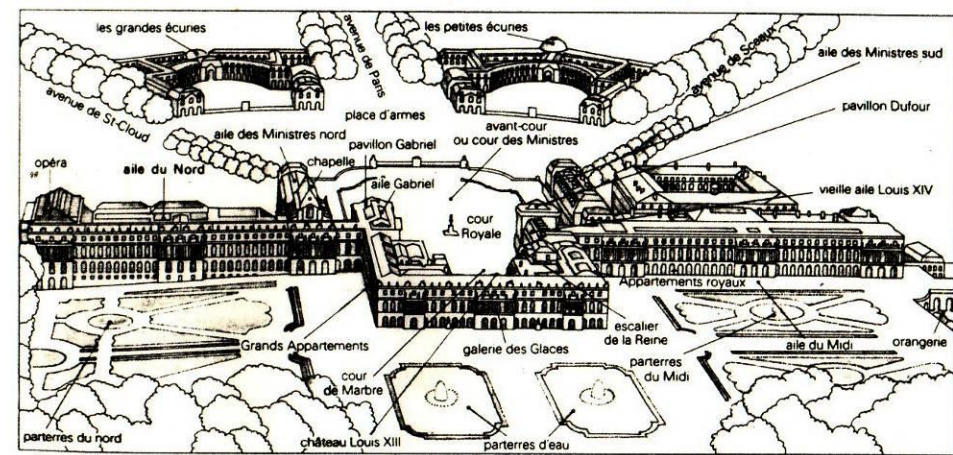 les grandes écuries
avenue de Paris
les petites écuries
avenue de Sceaux
aile des Ministres sud
avenue de St-Cloud
place d'armes
pavillon Dufour
aile des Ministres nord
avant-cour
ou cour des Ministres
pavillon Gabriel
chapelle
opéra
aile du Nord
aile Gabriel
vieille aile Louis XIV
cour
Royale
Appartements royaux
escalier
de la Reine
Grands Appartements
galerie des Glaces
aile du Midi
orangerie
parterres
du Midi
cour
de Marbre
parterres du nord
château Louis XIII
parterres d'eau